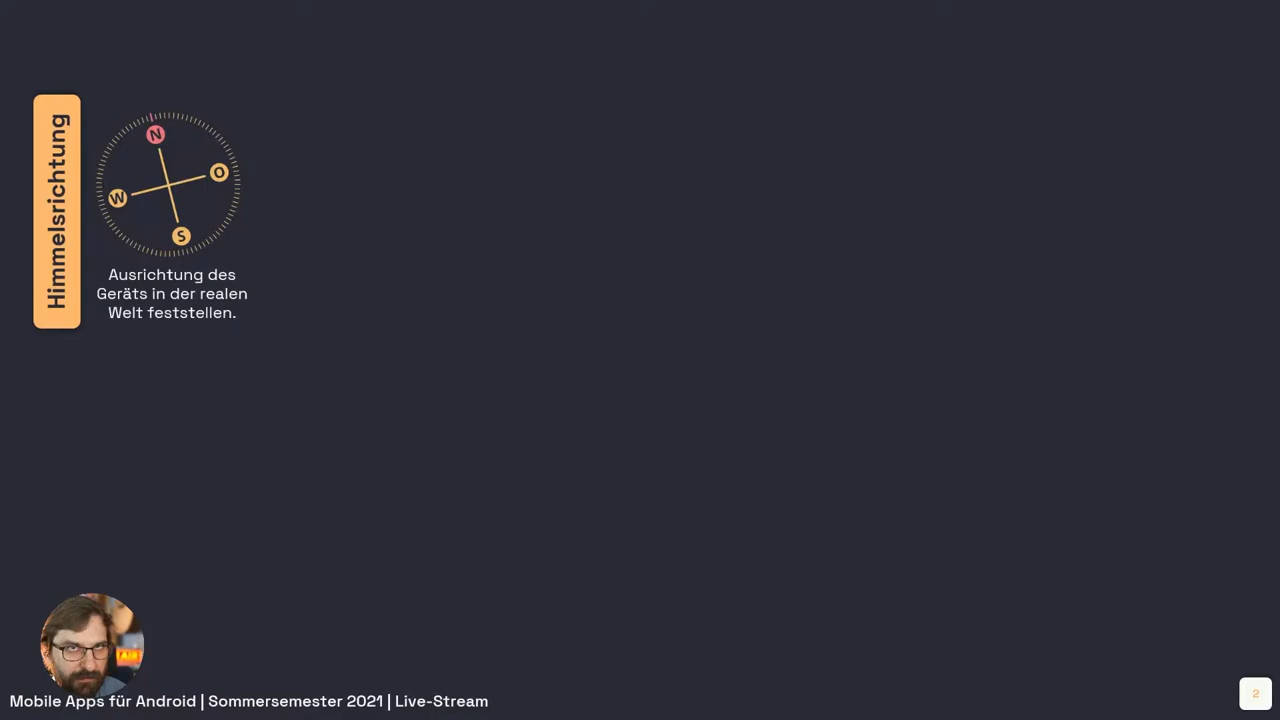 Himmelsrichtung
N
O
W
S
Ausrichtung des
Geräts in der realen
Welt feststellen.
Mobile Apps für Android | Sommersemester 2021 | Live-Stream
2